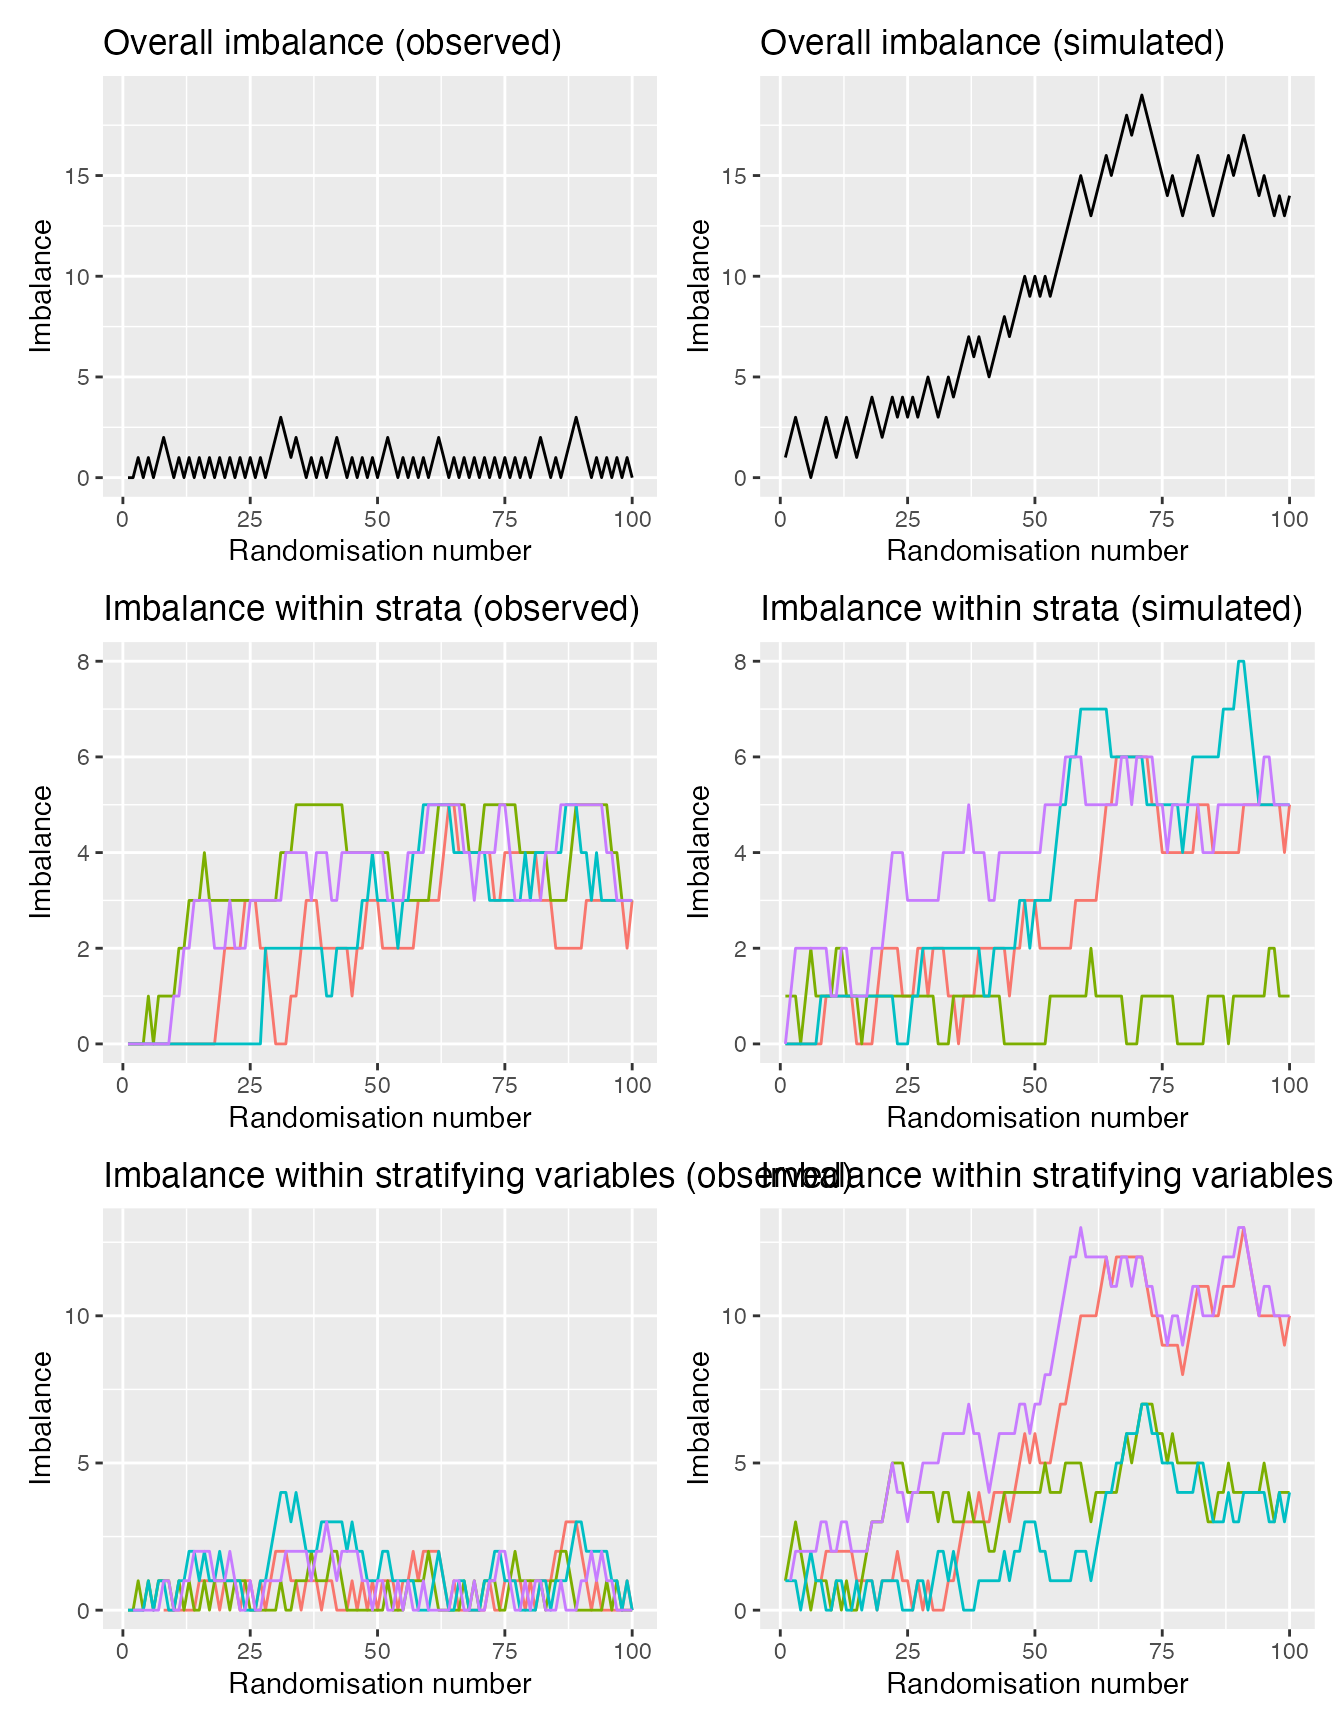 Overall imbalance (observed)
Imbalance
15
10
5
0
0 25 50 75 100
Randomisation number
Overall imbalance (simulated)
Imbalance
15
10
5
0
0 25 50 75 100
Randomisation number
Imbalance within strata (observed)
Imbalance
8
6
4
2
0
0 25 50 75 100
Randomisation number
Imbalance within strata (simulated)
Imbalance
8
6
4
2
0
0 25 50 75 100
Randomisation number
Imbalance within stratifying variables (observed)
Imbalance
10
5
0
0 25 50 75 100
Randomisation number
Imbalance within stratifying variables
Imbalance
10
5
0
0 25 50 75 100
Randomisation number